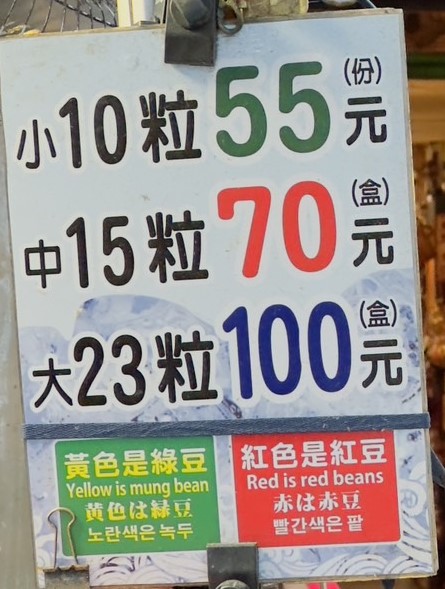 小10粒55元(份)
中15粒70元(盒)
大23粒100元(盒)
黃色是綠豆
Yellow is mung bean
黄色は緑豆
노란색은 녹두
紅色是紅豆
Red is red beans
赤は赤豆
빨간색은 팥